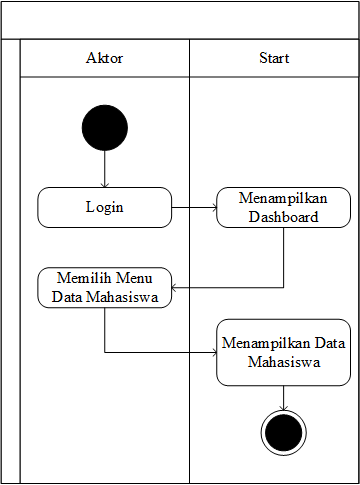 Aktor
Start
Login
Menampilkan
Dashboard
Memilih Menu
Data Mahasiswa
Menampilkan Data
Mahasiswa